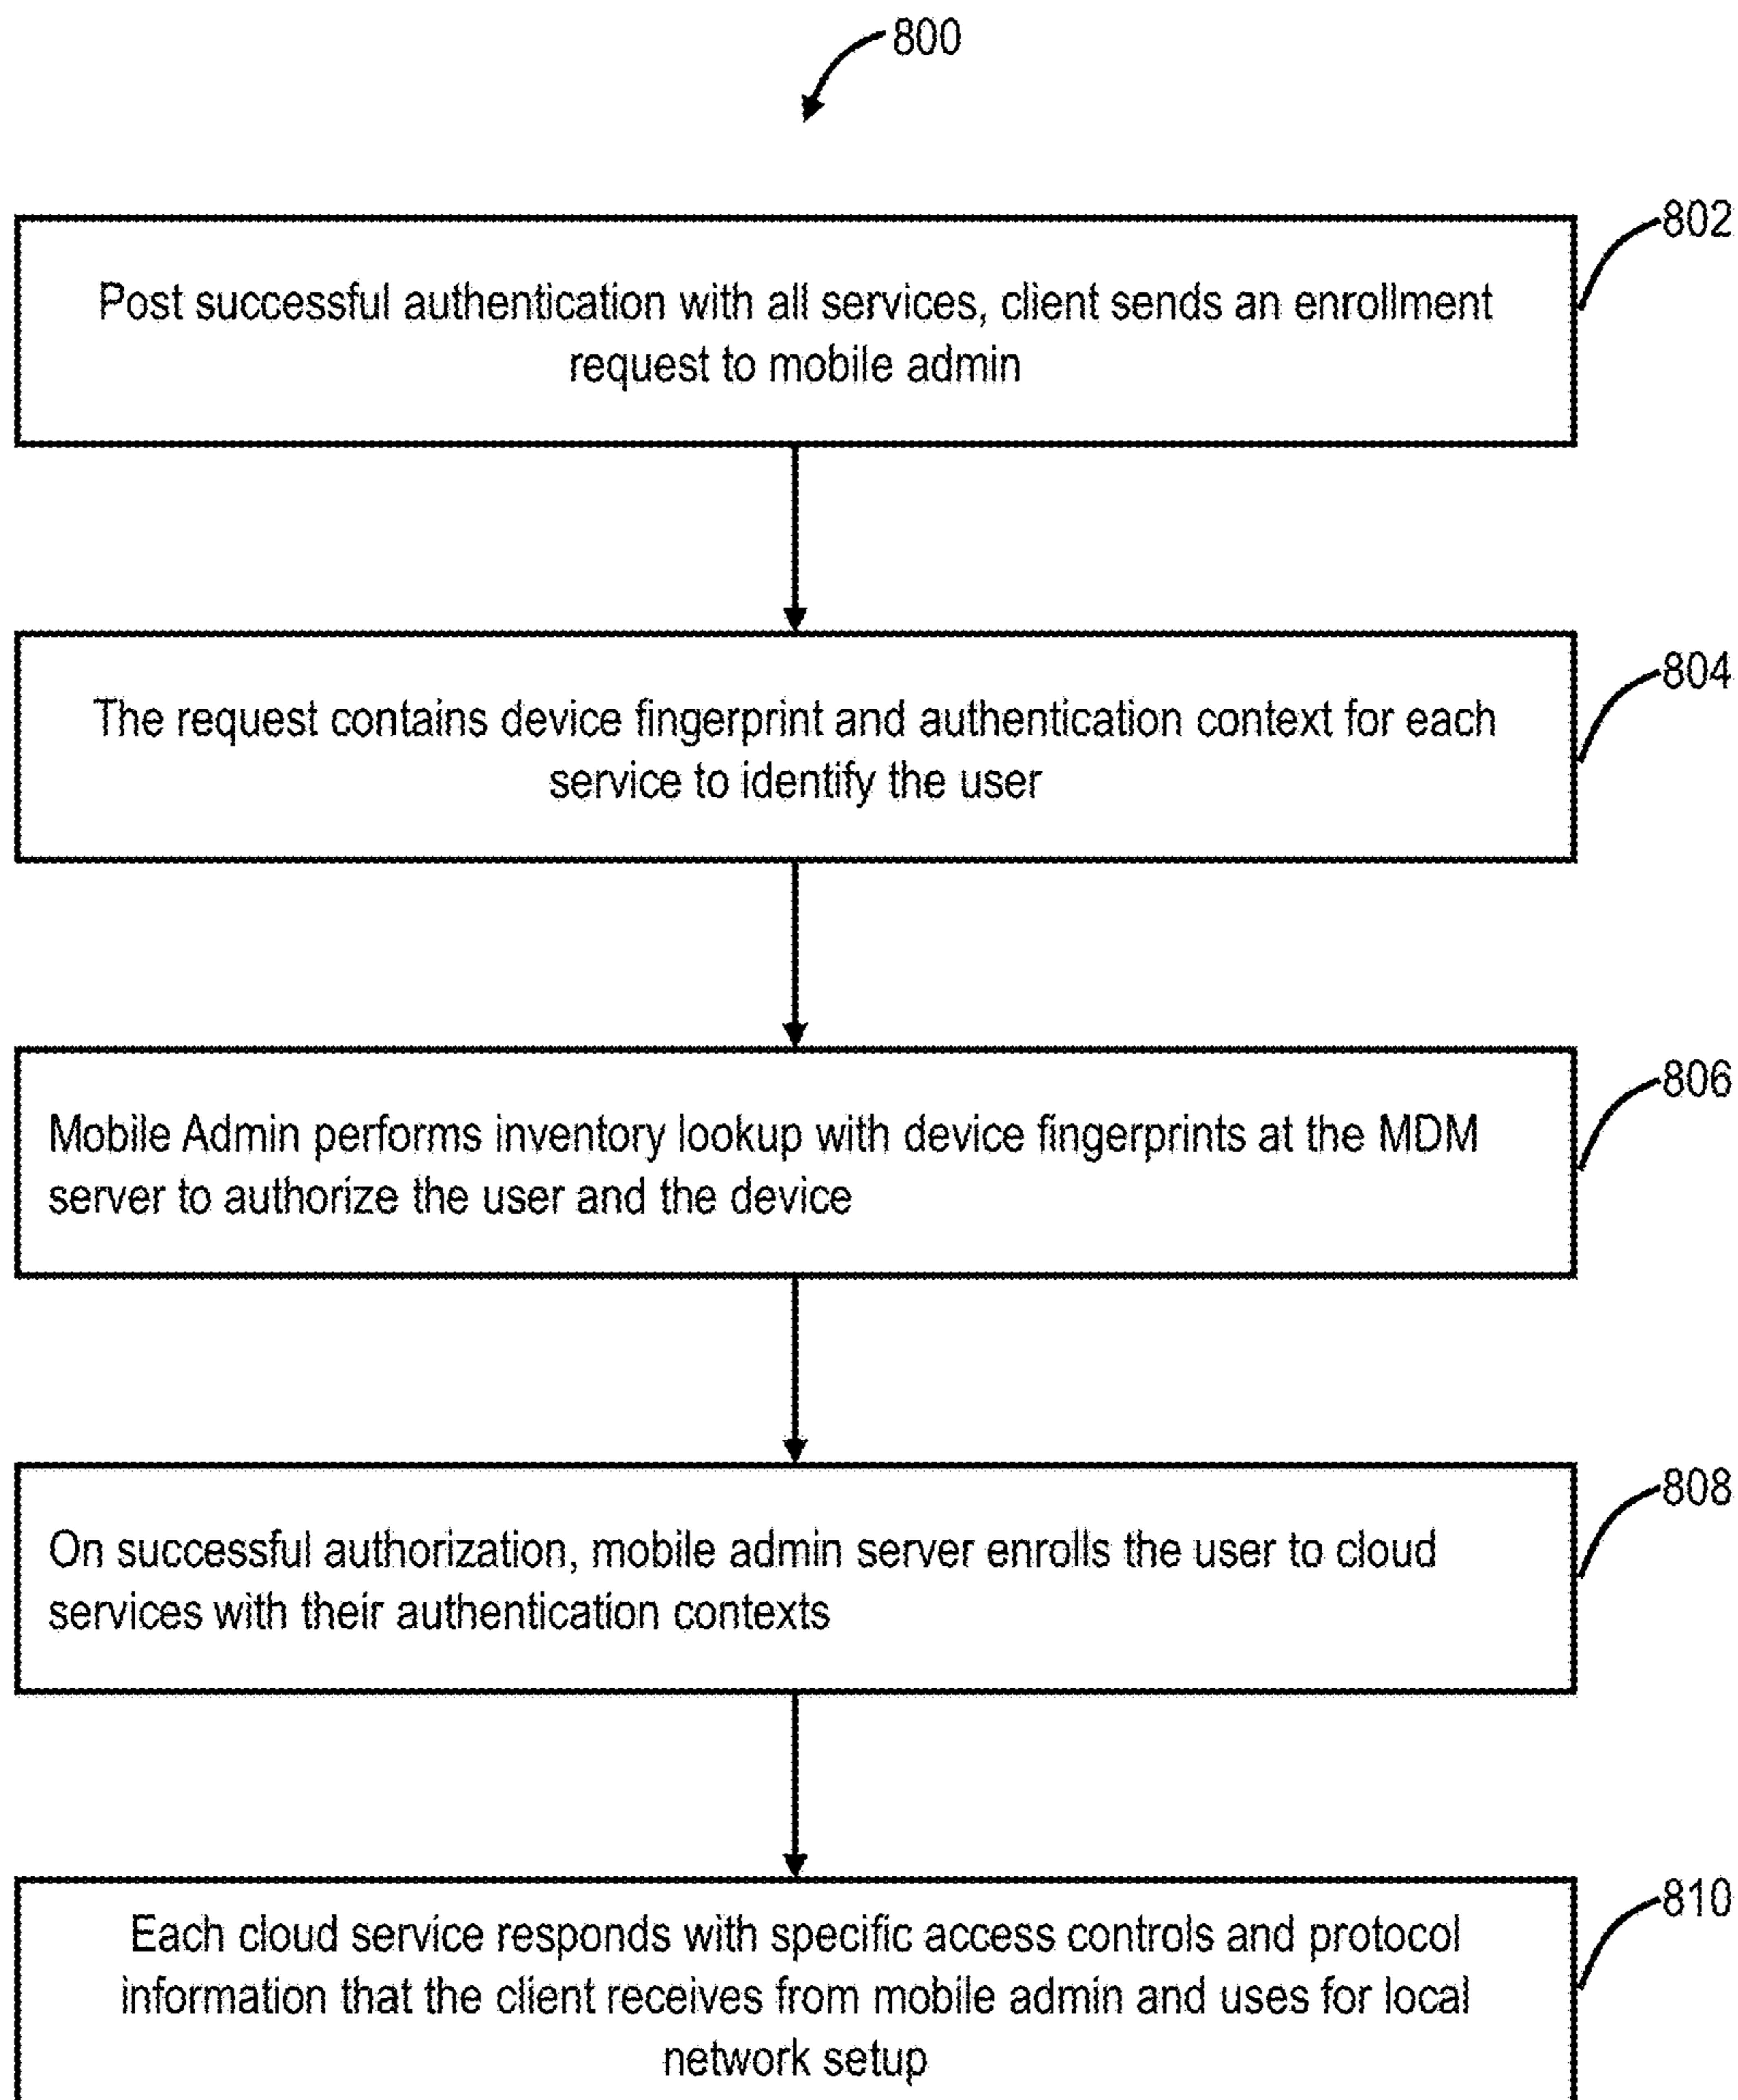 800
802
Post successful authentication with all services, client sends an enrollment
request to mobile admin
804
The request contains device fingerprint and authentication context for each
service to identify the user
806
Mobile Admin performs inventory lookup with device fingerprints at the MDM
server to authorize the user and the device
808
On successful authorization, mobile admin server enrolls the user to cloud
services with their authentication contexts
810
Each cloud service responds with specific access controls and protocol
information that the client receives from mobile admin and uses for local
network setup